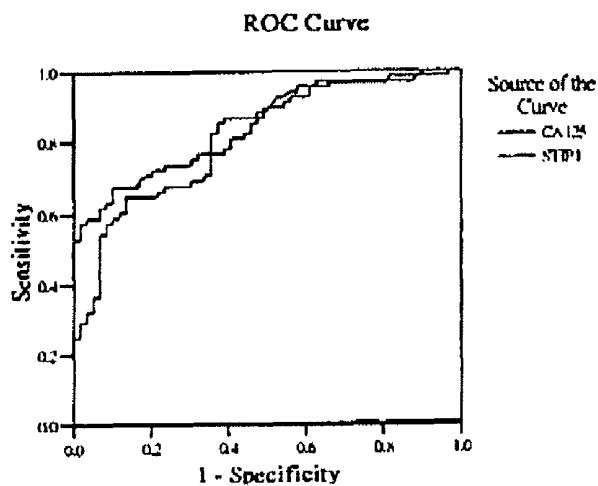 ROC Curve
Sensitivity
1.0
0.8
0.6
0.4
0.2
0.0
0.0 0.2 0.4 0.6 0.8 1.0
1 - Specificity
Source of the
Curve
CA125
STIP1